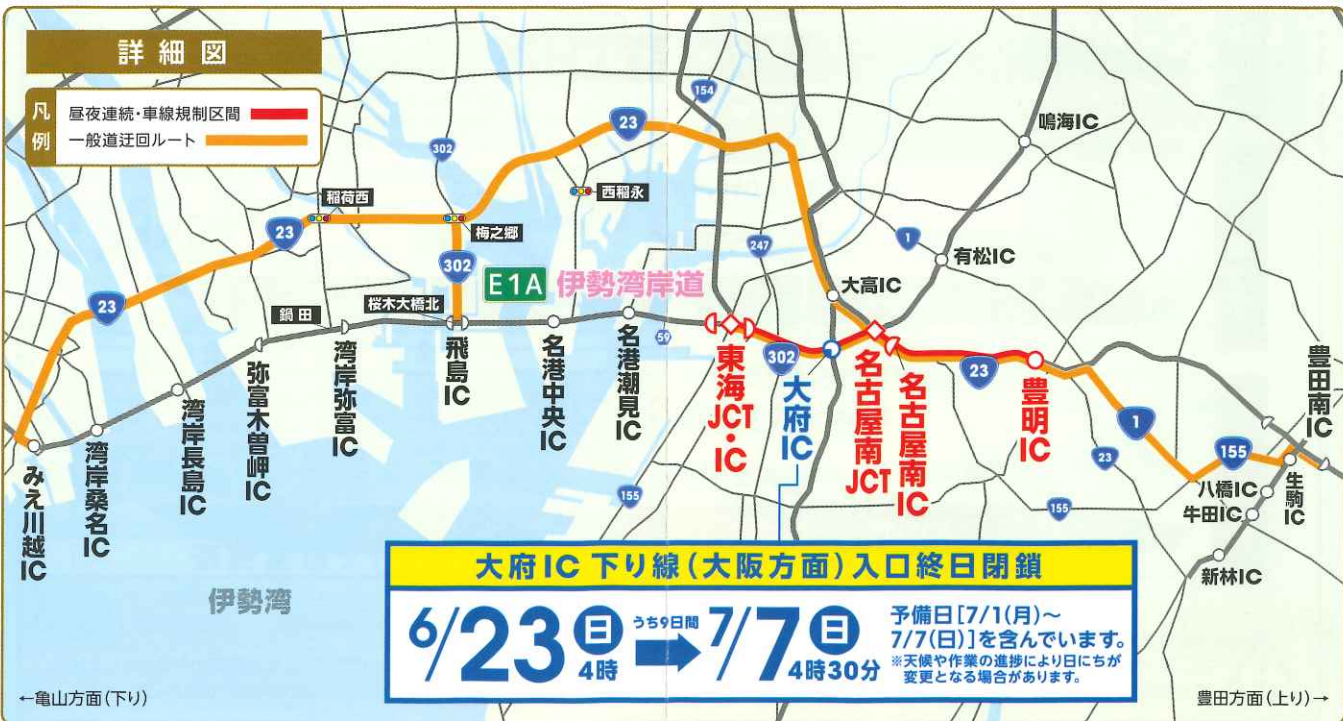 詳細図
凡例
昼夜連続・車線規制区間
一般道迂回ルート
154
23
302
鳴海IC
稲荷西
西稲永
23
梅之郷
302
247
1
有松IC
大高IC
E1A 伊勢湾岸道
23
鍋田
桜木大橋北
59
302
23
1
155
23
155
155
みえ川越IC
湾岸桑名IC
湾岸長島IC
弥富木曽岬IC
湾岸弥富IC
飛島IC
名港中央IC
名港潮見IC
東海JCT・IC
大府IC
名古屋南JCT
名古屋南IC
豊明IC
豊田南IC
八橋IC
牛田IC
生駒IC
新林IC
伊勢湾
大府IC 下り線(大阪方面)入口終日閉鎖
6/23日4時
うち9日間
7/7日4時30分
予備日[7/1(月)～
7/7(日)]を含んでいます。
※天候や作業の進捗により日にちが
変更となる場合があります。
←亀山方面(下り)
豊田方面(上り)→